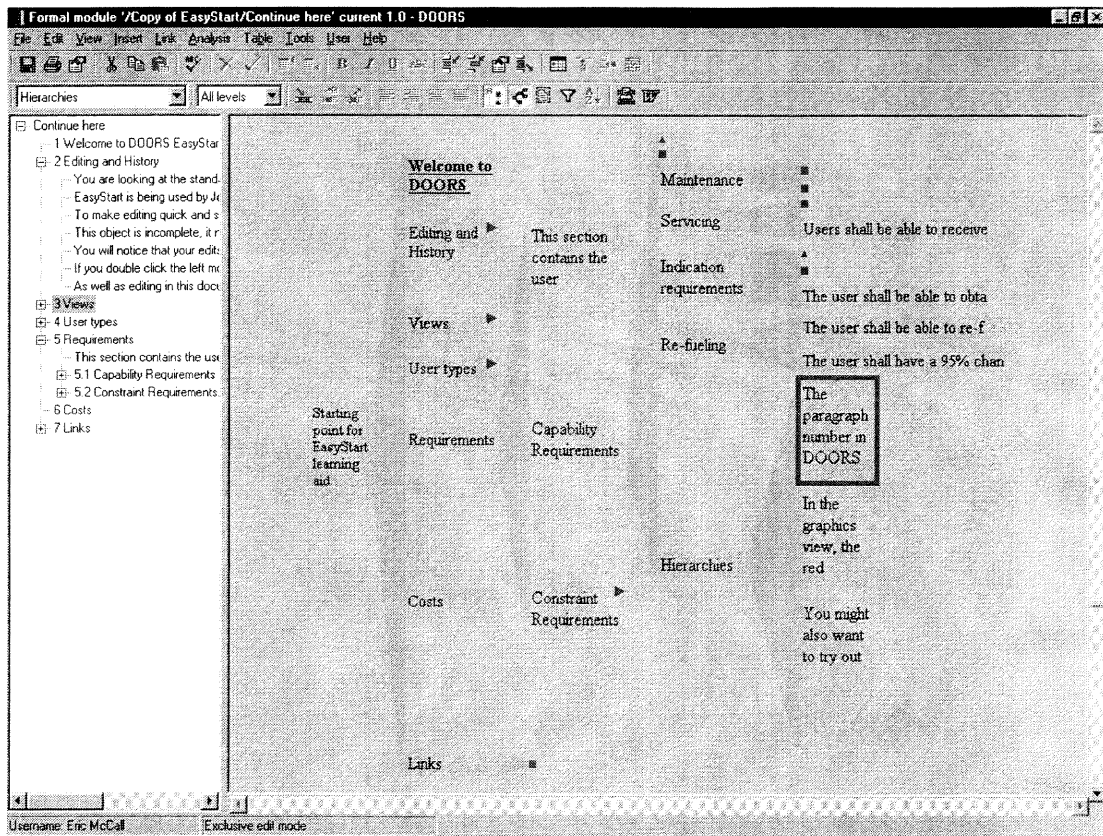 Formal module '/Copy of EasyStart/Continue here' current 1.0 - DOORS
File Edit View Insert Link Analysis Table Tools User Help
Hierarchies All levels
Continue here
1 Welcome to DOORS EasyStar
2 Editing and History
You are looking at the stand
EasyStart is being used by Je
To make editing quick and s
This object is incomplete, it r
You will notice that your edit
If you double click the left mo
As well as editing in this docu
3 Views
4 User types
5 Requirements
This section contains the use
5.1 Capability Requirements
5.2 Constraint Requirements
6 Costs
7 Links
Starting
point for
EasyStart
learning
aid
Welcome to
DOORS
Editing and
History
Views
User types
Requirements
Costs
Links
This section
contains the
user
Capability
Requirements
Constraint
Requirements
Maintenance
Servicing
Indication
requirements
Re-fueling
Hierarchies
Users shall be able to receive
The user shall be able to obta
The user shall be able to re-f
The user shall have a 95% chan
The
paragraph
number in
DOORS
In the
graphics
view, the
red
You might
also want
to try out
Username: Eric McCall Exclusive edit mode